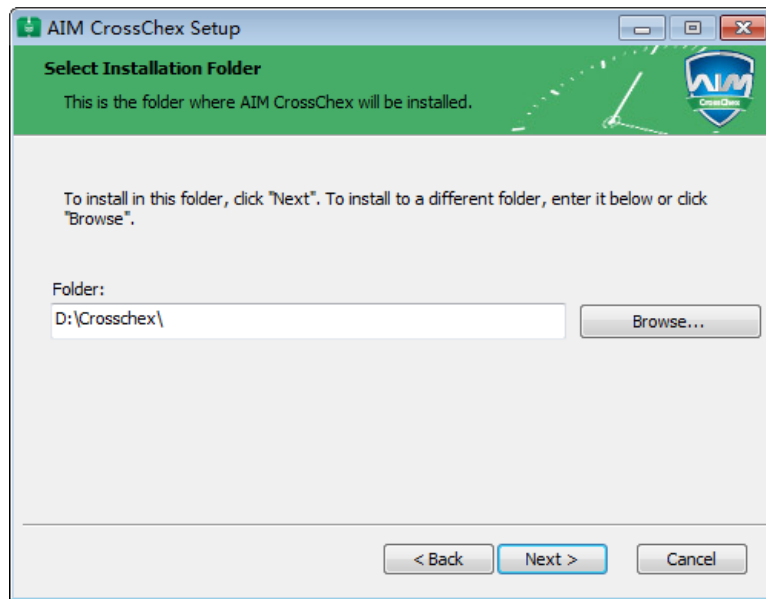 AIM CrossChex Setup
Select Installation Folder
This is the folder where AIM CrossChex will be installed.
AIM
CrossChex
To install in this folder, click "Next". To install to a different folder, enter it below or click
"Browse".
Folder:
D:\Crosschex\
Browse...
< Back
Next >
Cancel